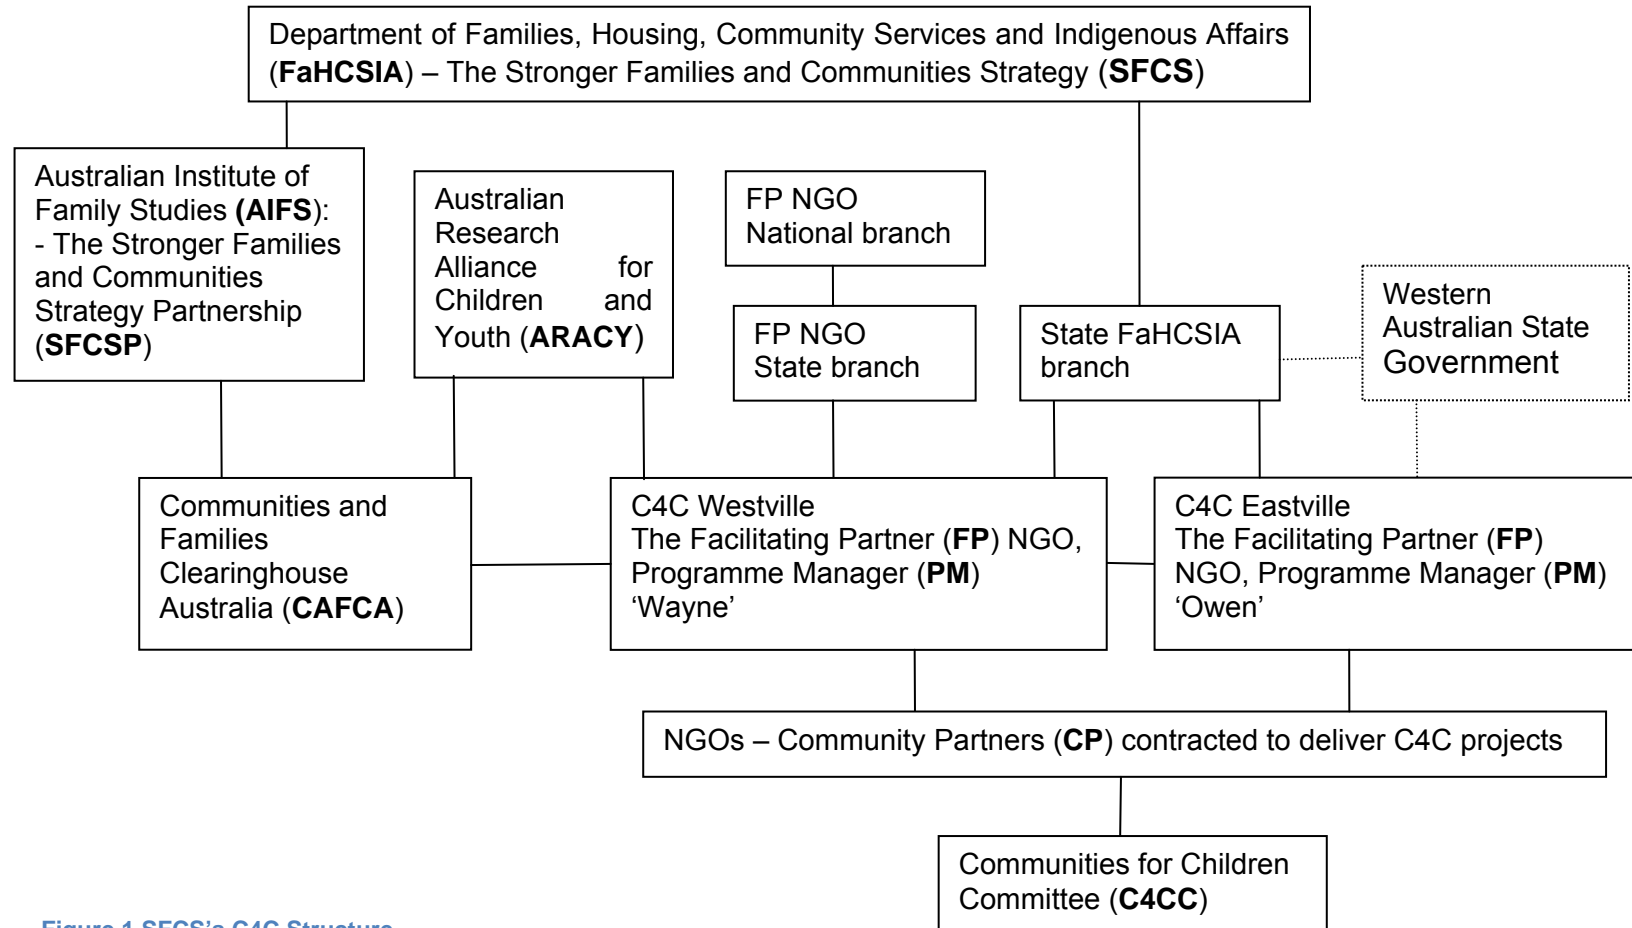 Department of Families, Housing, Community Services and Indigenous Affairs
(FaHCSIA) – The Stronger Families and Communities Strategy (SFCS)
Australian Institute of
Family Studies (AIFS):
- The Stronger Families
and Communities
Strategy Partnership
(SFCSP)
Australian
Research
Alliance for
Children and
Youth (ARACY)
FP NGO
National branch
FP NGO
State branch
State FaHCSIA
branch
Western
Australian State
Government
Communities and
Families
Clearinghouse
Australia (CAFCA)
C4C Westville
The Facilitating Partner (FP) NGO,
Programme Manager (PM)
‘Wayne’
C4C Eastville
The Facilitating Partner (FP)
NGO, Programme Manager (PM)
‘Owen’
NGOs – Community Partners (CP) contracted to deliver C4C projects
Communities for Children
Committee (C4CC)
Figure 1 SFCS's C4C Structure